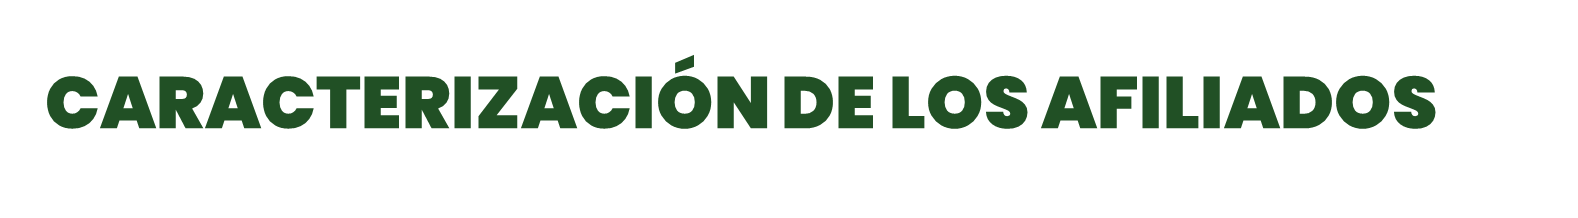 CARACTERIZACIÓN DE LOS AFILIADOS